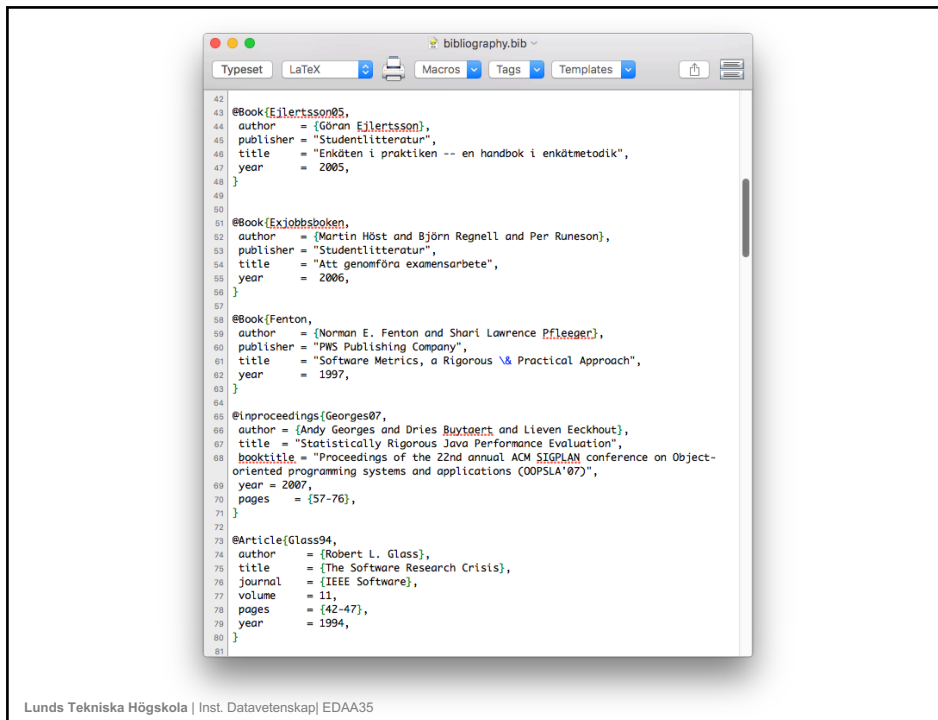 bibliography.bib
Typeset LaTeX Macros Tags Templates
42
43 @Book{Ejlertsson05,
44 author = {Göran Ejlertsson},
45 publisher = "Studentlitteratur",
46 title = "Enkäten i praktiken -- en handbok i enkätmetodik",
47 year = 2005,
48 }
49
50
51 @Book{Exjobbsboken,
52 author = {Martin Höst and Björn Regnell and Per Runeson},
53 publisher = "Studentlitteratur",
54 title = "Att genomföra examensarbete",
55 year = 2006,
56 }
57
58 @Book{Fenton,
59 author = {Norman E. Fenton and Shari Lawrence Pfleeger},
60 publisher = "PWS Publishing Company",
61 title = "Software Metrics, a Rigorous \& Practical Approach",
62 year = 1997,
63 }
64
65 @inproceedings{Georges07,
66 author = {Andy Georges and Dries Buytaert and Lieven Eeckhout},
67 title = "Statistically Rigorous Java Performance Evaluation",
68 booktitle = "Proceedings of the 22nd annual ACM SIGPLAN conference on Object-
oriented programming systems and applications (OOPSLA'07)",
69 year = 2007,
70 pages = {57-76},
71 }
72
73 @Article{Glass94,
74 author = {Robert L. Glass},
75 title = {The Software Research Crisis},
76 journal = {IEEE Software},
77 volume = 11,
78 pages = {42-47},
79 year = 1994,
80 }
81
Lunds Tekniska Högskola | Inst. Datavetenskap| EDAA35